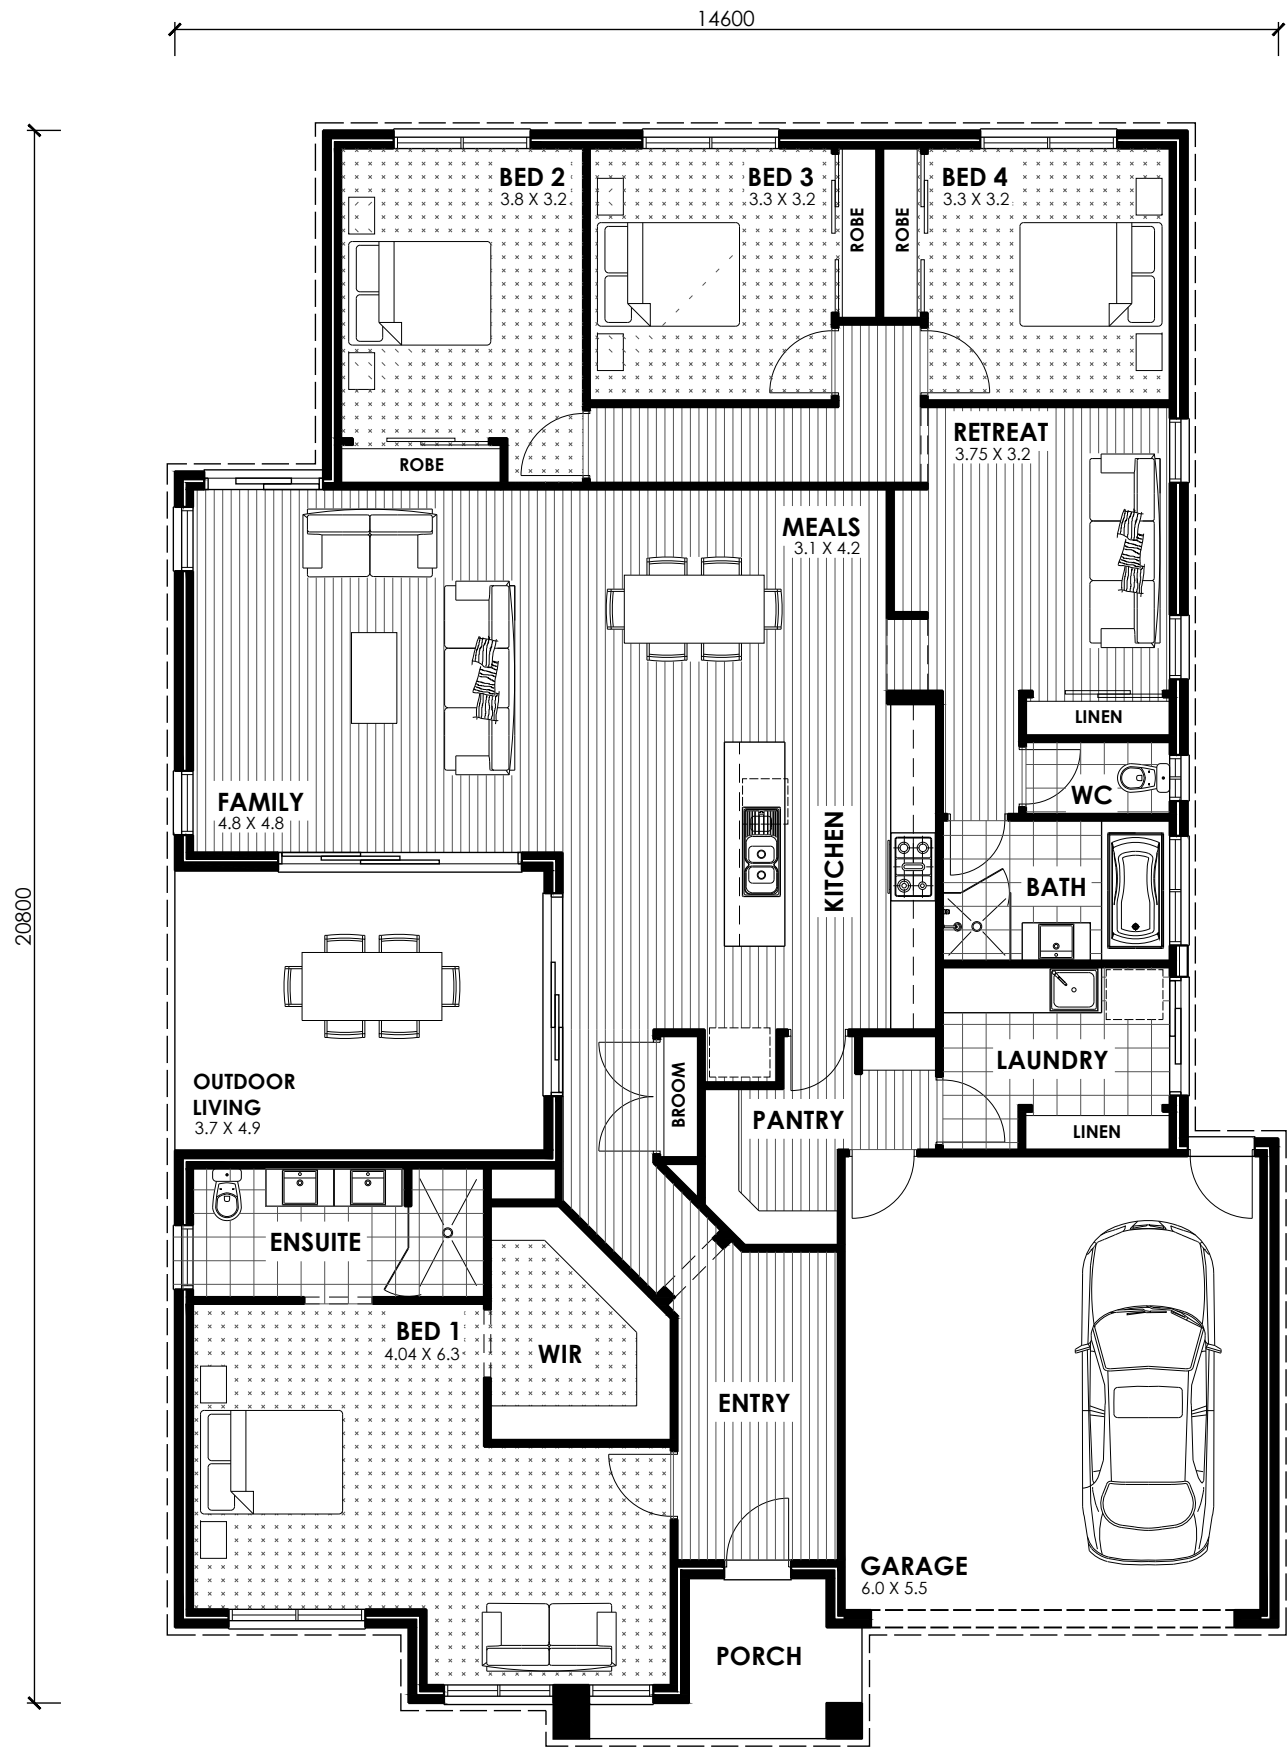 14600
20800
BED 2
3.8 X 3.2
BED 3
3.3 X 3.2
ROBE
ROBE
BED 4
3.3 X 3.2
ROBE
RETREAT
3.75 X 3.2
MEALS
3.1 X 4.2
LINEN
FAMILY
4.8 X 4.8
KITCHEN
WC
BATH
OUTDOOR
LIVING
3.7 X 4.9
BROOM
PANTRY
LAUNDRY
LINEN
ENSUITE
BED 1
4.04 X 6.3
WIR
ENTRY
GARAGE
6.0 X 5.5
PORCH